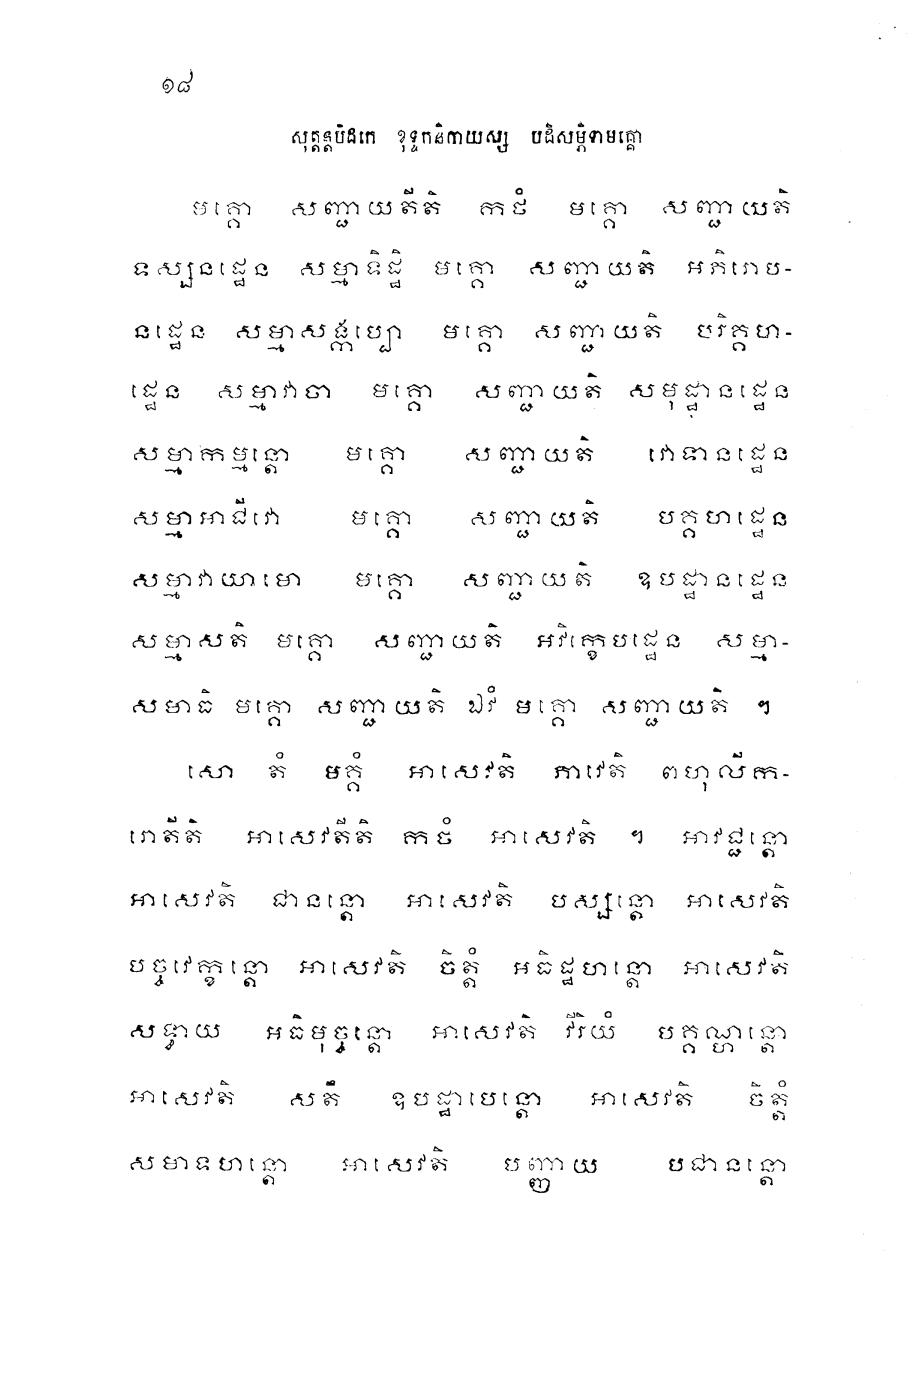 ១៨
សុត្តន្តបិដកេ ខុទ្ទកនិកាយស្ស បដិសម្ភិទាមគ្គោ
មគ្គោ សញ្ជាយតីតិ កថំ មគ្គោ សញ្ជាយតិ
ទស្សនដ្ឋេន សម្មាទិដ្ឋិ មគ្គោ សញ្ជាយតិ អភិរោប-
នដ្ឋេន សម្មាសង្កប្បោ មគ្គោ សញ្ជាយតិ បរិគ្គហ-
ដ្ឋេន សម្មាវាចា មគ្គោ សញ្ជាយតិ សមុដ្ឋានដ្ឋេន
សម្មាកម្មន្តោ មគ្គោ សញ្ជាយតិ វោទានដ្ឋេន
សម្មាអាជីវោ មគ្គោ សញ្ជាយតិ បគ្គហដ្ឋេន
សម្មាវាយាមោ មគ្គោ សញ្ជាយតិ ឧបដ្ឋានដ្ឋេន
សម្មាសតិ មគ្គោ សញ្ជាយតិ អវិក្ខេបដ្ឋេន សម្មា-
សមាធិ មគ្គោ សញ្ជាយតិ ឯវំ មគ្គោ សញ្ជាយតិ ។
សោ តំ មគ្គំ អាសេវតិ ភាវេតិ ពហុលីក-
រោតីតិ អាសេវតីតិ កថំ អាសេវតិ ។ អាវជ្ជន្តោ
អាសេវតិ ជានន្តោ អាសេវតិ បស្សន្តោ អាសេវតិ
បច្ចវេក្ខន្តោ អាសេវតិ ចិត្តំ អធិដ្ឋហន្តោ អាសេវតិ
សទ្ធាយ អធិមុច្ចន្តោ អាសេវតិ វីរិយំ បគ្គណ្ហន្តោ
អាសេវតិ សតឹ ឧបដ្ឋាបេន្តោ អាសេវតិ ចិត្តំ
សមាទហន្តោ អាសេវតិ បញ្ញាយ បជានន្តោ